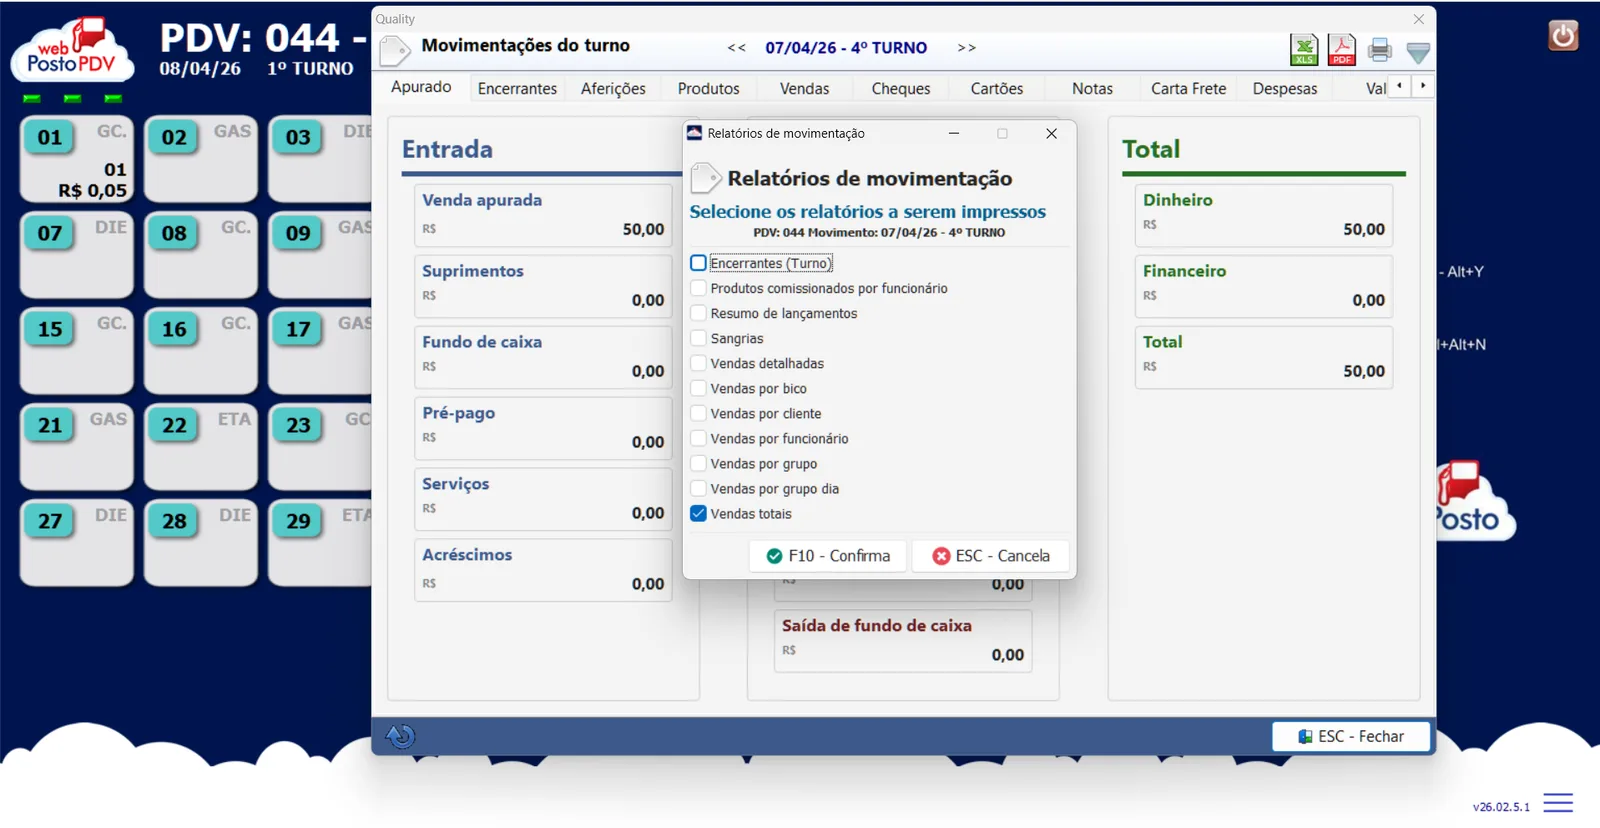 web
PostoPDV
PDV: 044 -
08/04/26 1º TURNO
01 GC.
01
R$ 0,05
02 GAS
03 DIE
07 DIE
08 GC.
09 GAS
15 GC.
16 GC.
17 GAS
21 GAS
22 ETA
23 GC
27 DIE
28 DIE
29 ETA
Quality
Movimentações do turno
<< 07/04/26 - 4º TURNO >>
XLS
PDF
Apurado Encerrantes Aferições Produtos Vendas Cheques Cartões Notas Carta Frete Despesas Val
Entrada
Venda apurada
R$ 50,00
Suprimentos
R$ 0,00
Fundo de caixa
R$ 0,00
Pré-pago
R$ 0,00
Serviços
R$ 0,00
Acréscimos
R$ 0,00
Relatórios de movimentação
Relatórios de movimentação
Selecione os relatórios a serem impressos
PDV: 044 Movimento: 07/04/26 - 4º TURNO
Encerrantes (Turno)
Produtos comissionados por funcionário
Resumo de lançamentos
Sangrias
Vendas detalhadas
Vendas por bico
Vendas por cliente
Vendas por funcionário
Vendas por grupo
Vendas por grupo dia
Vendas totais
F10 - Confirma
ESC - Cancela
R$ 0,00
Saída de fundo de caixa
R$ 0,00
Total
Dinheiro
R$ 50,00
Financeiro
R$ 0,00
Total
R$ 50,00
ESC - Fechar
- Alt+Y
l+Alt+N
Posto
v26.02.5.1